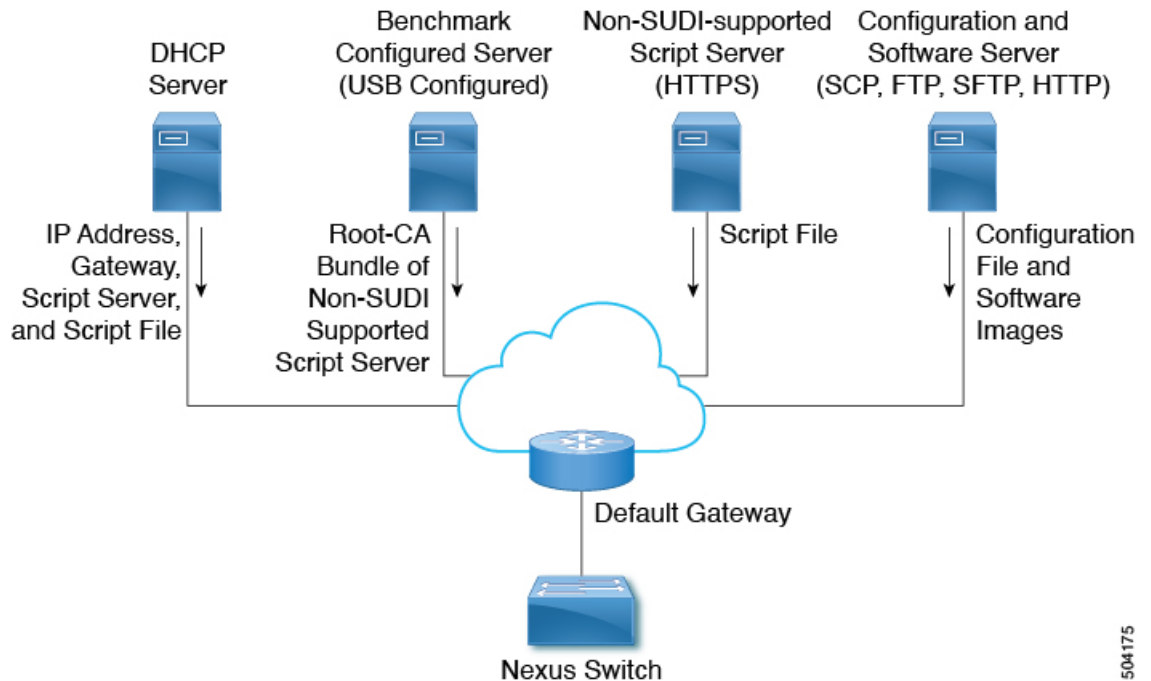 DHCP
Server
Benchmark
Configured Server
(USB Configured)
Non-SUDI-supported
Script Server
(HTTPS)
Configuration and
Software Server
(SCP, FTP, SFTP, HTTP)
IP Address,
Gateway,
Script Server,
and Script File
Root-CA
Bundle of
Non-SUDI
Supported
Script Server
Script File
Configuration
File and
Software
Images
Default Gateway
Nexus Switch
504175